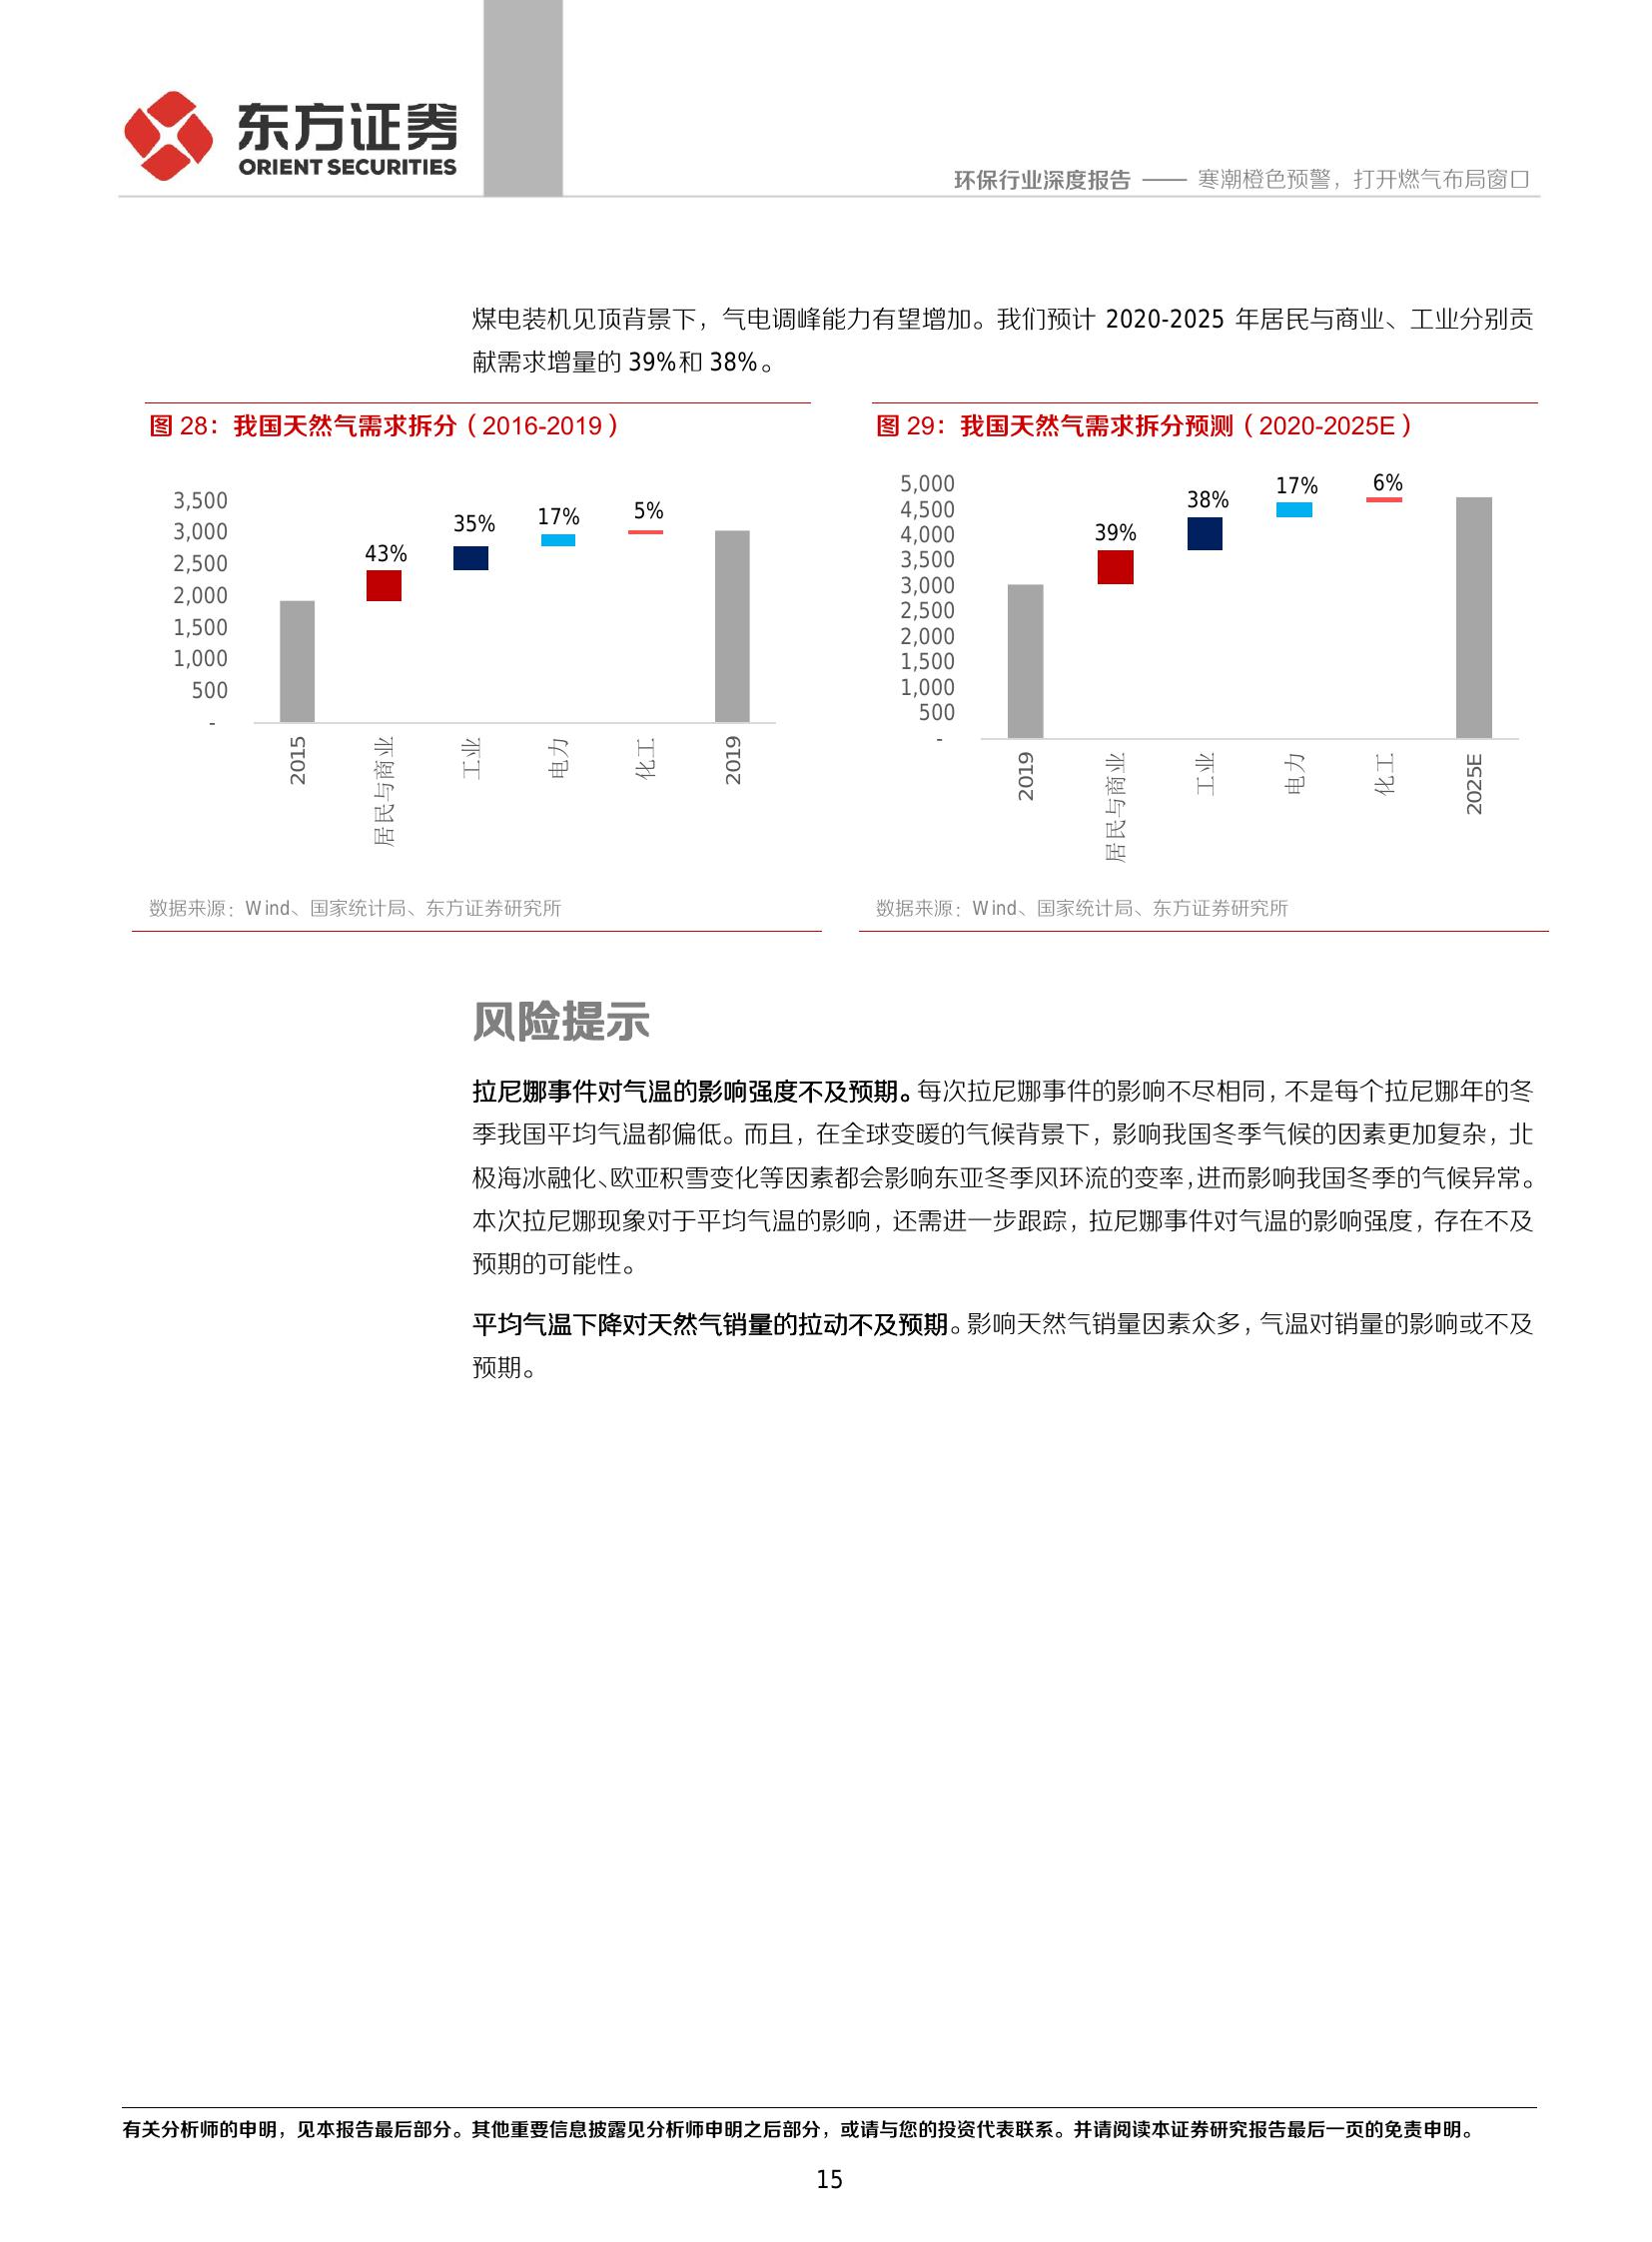 东方证券
ORIENT SECURITIES
环保行业深度报告 —— 寒潮橙色预警，打开燃气布局窗口
煤电装机见顶背景下，气电调峰能力有望增加。我们预计 2020-2025 年居民与商业、工业分别贡
献需求增量的 39%和 38%。
图 28：我国天然气需求拆分（2016-2019）
3,500
3,000
2,500
2,000
1,500
1,000
500
-
43%
35%
17%
5%
2015
居民与商业
工业
电力
化工
2019
数据来源：Wind、国家统计局、东方证券研究所
图 29：我国天然气需求拆分预测（2020-2025E）
5,000
4,500
4,000
3,500
3,000
2,500
2,000
1,500
1,000
500
-
39%
38%
17%
6%
2019
居民与商业
工业
电力
化工
2025E
数据来源：Wind、国家统计局、东方证券研究所
风险提示
拉尼娜事件对气温的影响强度不及预期。每次拉尼娜事件的影响不尽相同，不是每个拉尼娜年的冬
季我国平均气温都偏低。而且，在全球变暖的气候背景下，影响我国冬季气候的因素更加复杂，北
极海冰融化、欧亚积雪变化等因素都会影响东亚冬季风环流的变率，进而影响我国冬季的气候异常。
本次拉尼娜现象对于平均气温的影响，还需进一步跟踪，拉尼娜事件对气温的影响强度，存在不及
预期的可能性。
平均气温下降对天然气销量的拉动不及预期。影响天然气销量因素众多，气温对销量的影响或不及
预期。
有关分析师的申明，见本报告最后部分。其他重要信息披露见分析师申明之后部分，或请与您的投资代表联系。并请阅读本证券研究报告最后一页的免责申明。
15